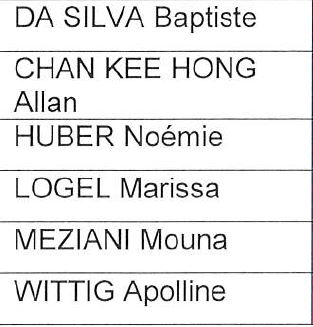 DA SILVA Baptiste
CHAN KEE HONG
Allan
HUBER Noémie
LOGEL Marissa
MEZIANI Mouna
WITTIG Apolline